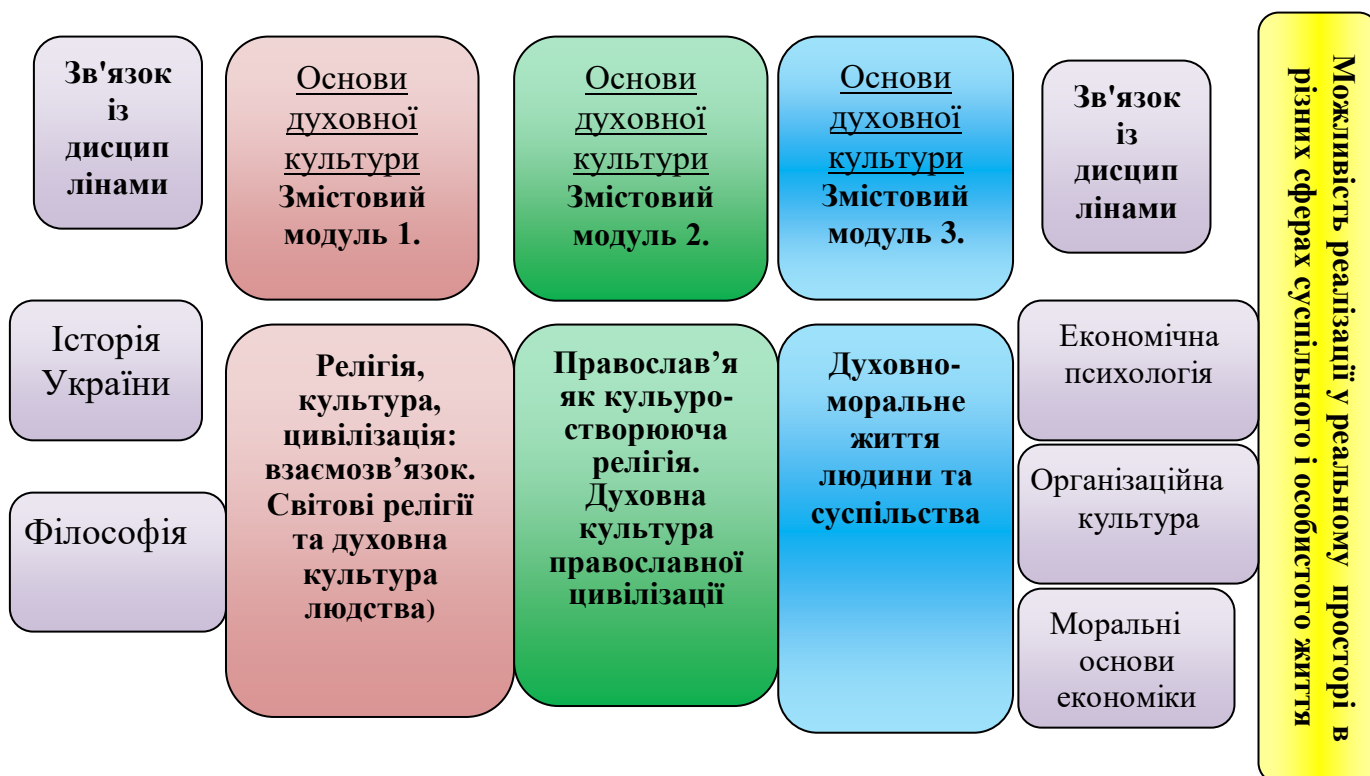 Зв'язок
із
дисцип
лінами
Основи
духовної
культури
Змістовий
модуль 1.
Основи
духовної
культури
Змістовий
модуль 2.
Основи
духовної
культури
Змістовий
модуль 3.
Зв'язок
із
дисцип
лінами
Історія
України
Філософія
Релігія,
культура,
цивілізація:
взаємозв’язок.
Світові релігії
та духовна
культура
людства)
Православ’я
як кульуро-
створююча
релігія.
Духовна
культура
православної
цивілізації
Духовно-
моральне
життя
людини та
суспільства
Економічна
психологія
Організаційна
культура
Моральні
основи
економіки
Можливість реалізації у реальному просторі в
різних сферах суспільного і особистого життя